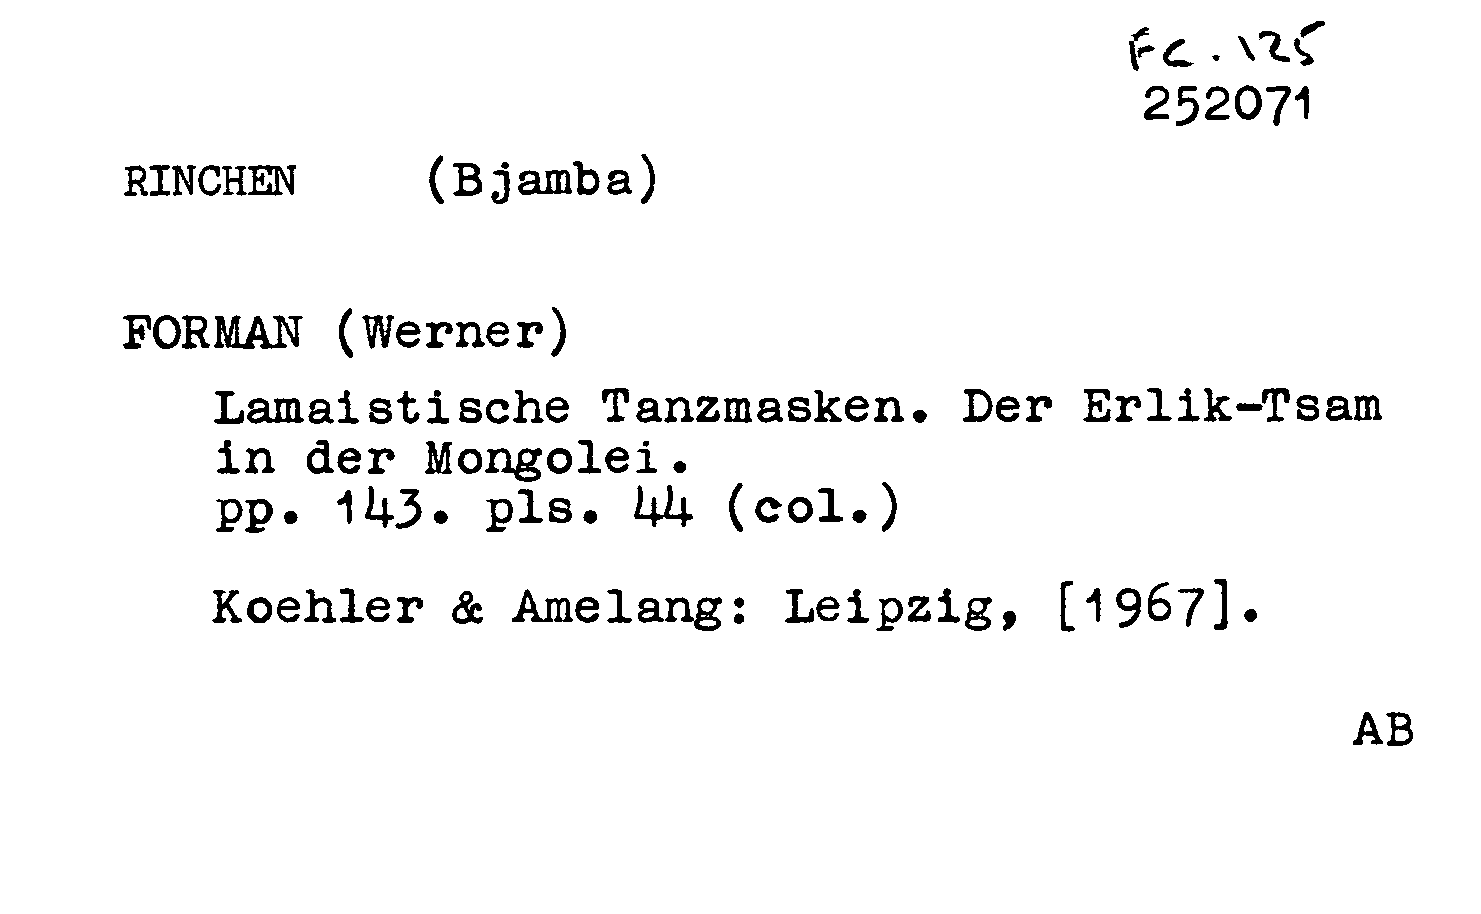 FC. 125
252071
RINCHEN (Bjamba)
FORMAN (Werner)
Lamaistische Tanzmasken. Der Erlik-Tsam
in der Mongolei.
pp. 143. pls. 44 (col.)
Koehler & Amelang: Leipzig, [1967].
AB